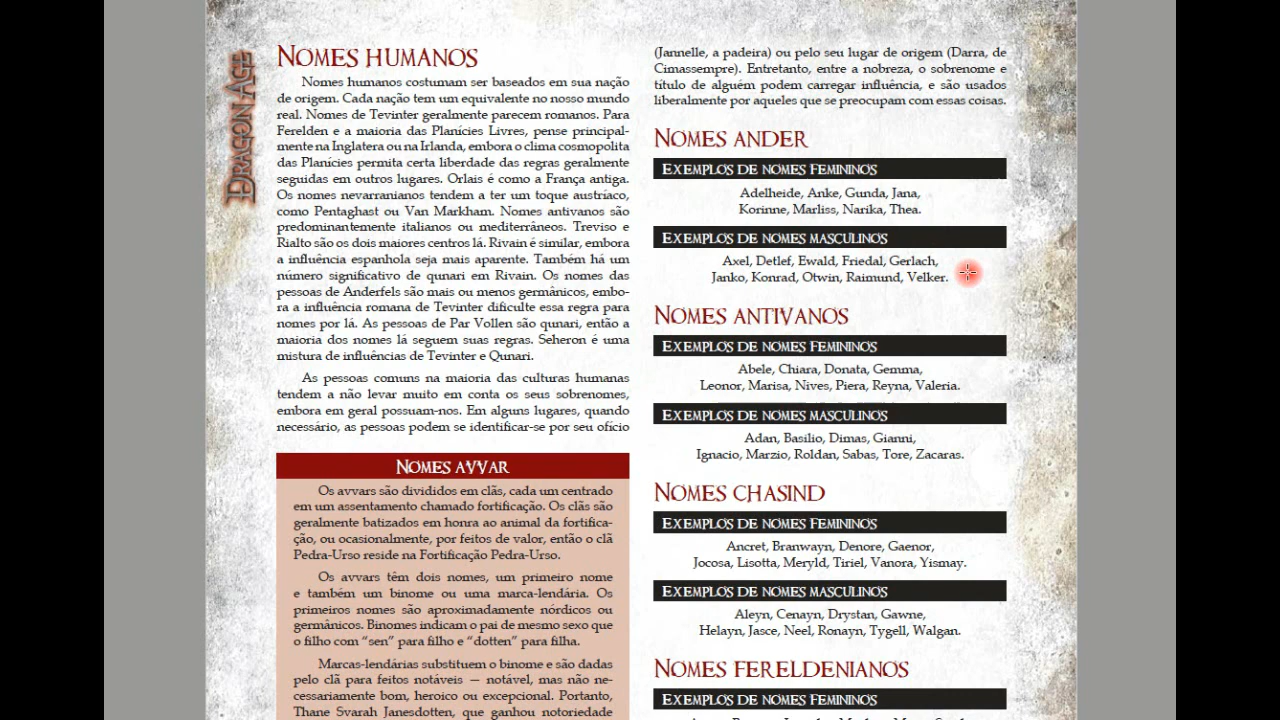 DRAGON AGE
NOMES HUMANOS
Nomes humanos costumam ser baseados em sua nação
de origem. Cada nação tem um equivalente no nosso mundo
real. Nomes de Tevinter geralmente parecem romanos. Para
Ferelden e a maioria das Planícies Livres, pense principal-
mente na Inglatera ou na Irlanda, embora o clima cosmopolita
das Planícies permita certa liberdade das regras geralmente
seguidas em outros lugares. Orlais é como a França antiga.
Os nomes nevarranianos tendem a ter um toque austríaco,
como Pentaghast ou Van Markham. Nomes antivanos são
predominantemente italianos ou mediterrâneos. Treviso e
Rialto são os dois maiores centros lá. Rivain é similar, embora
a influência espanhola seja mais aparente. Também há um
número significativo de qunari em Rivain. Os nomes das
pessoas de Anderfels são mais ou menos germânicos, embo-
ra a influência romana de Tevinter dificulte essa regra para
nomes por lá. As pessoas de Par Vollen são qunari, então a
maioria dos nomes lá seguem suas regras. Seheron é uma
mistura de influências de Tevinter e Qunari.
As pessoas comuns na maioria das culturas humanas
tendem a não levar muito em conta os seus sobrenomes,
embora em geral possuam-nos. Em alguns lugares, quando
necessário, as pessoas podem se identificar-se por seu ofício
NOMES AVVAR
Os avvars são divididos em clãs, cada um centrado
em um assentamento chamado fortificação. Os clãs são
geralmente batizados em honra ao animal da fortifica-
ção, ou ocasionalmente, por feitos de valor, então o clã
Pedra-Urso reside na Fortificação Pedra-Urso.
Os avvars têm dois nomes, um primeiro nome
e também um binome ou uma marca-lendária. Os
primeiros nomes são aproximadamente nórdicos ou
germânicos. Binomes indicam o pai de mesmo sexo que
o filho com “sen” para filho e “dotten” para filha.
Marcas-lendárias substituem o binome e são dadas
pelo clã para feitos notáveis — notável, mas não ne-
cessariamente bom, heroico ou excepcional. Portanto,
Thane Svarah Janesdotten, que ganhou notoriedade
(Jannelle, a padeira) ou pelo seu lugar de origem (Darra, de
Cimassempre). Entretanto, entre a nobreza, o sobrenome e
título de alguém podem carregar influência, e são usados
liberalmente por aqueles que se preocupam com essas coisas.
NOMES ANDER
EXEMPLOS DE NOMES FEMININOS
Adelheide, Anke, Gunda, Jana,
Korinne, Marliss, Narika, Thea.
EXEMPLOS DE NOMES MASCULINOS
Axel, Detlef, Ewald, Friedal, Gerlach,
Janko, Konrad, Otwin, Raimund, Velker.
NOMES ANTIVANOS
EXEMPLOS DE NOMES FEMININOS
Abele, Chiara, Donata, Gemma,
Leonor, Marisa, Nives, Piera, Reyna, Valeria.
EXEMPLOS DE NOMES MASCULINOS
Adan, Basilio, Dimas, Gianni,
Ignacio, Marzio, Roldan, Sabas, Tore, Zacaras.
NOMES CHASIND
EXEMPLOS DE NOMES FEMININOS
Ancret, Branwayn, Denore, Gaenor,
Jocosa, Lisotta, Meryld, Tiriel, Vanora, Yismay.
EXEMPLOS DE NOMES MASCULINOS
Aleyn, Cenayn, Drystan, Gawne,
Helayn, Jasce, Neel, Ronayn, Tygell, Walgan.
NOMES FERELDENIANOS
EXEMPLOS DE NOMES FEMININOS